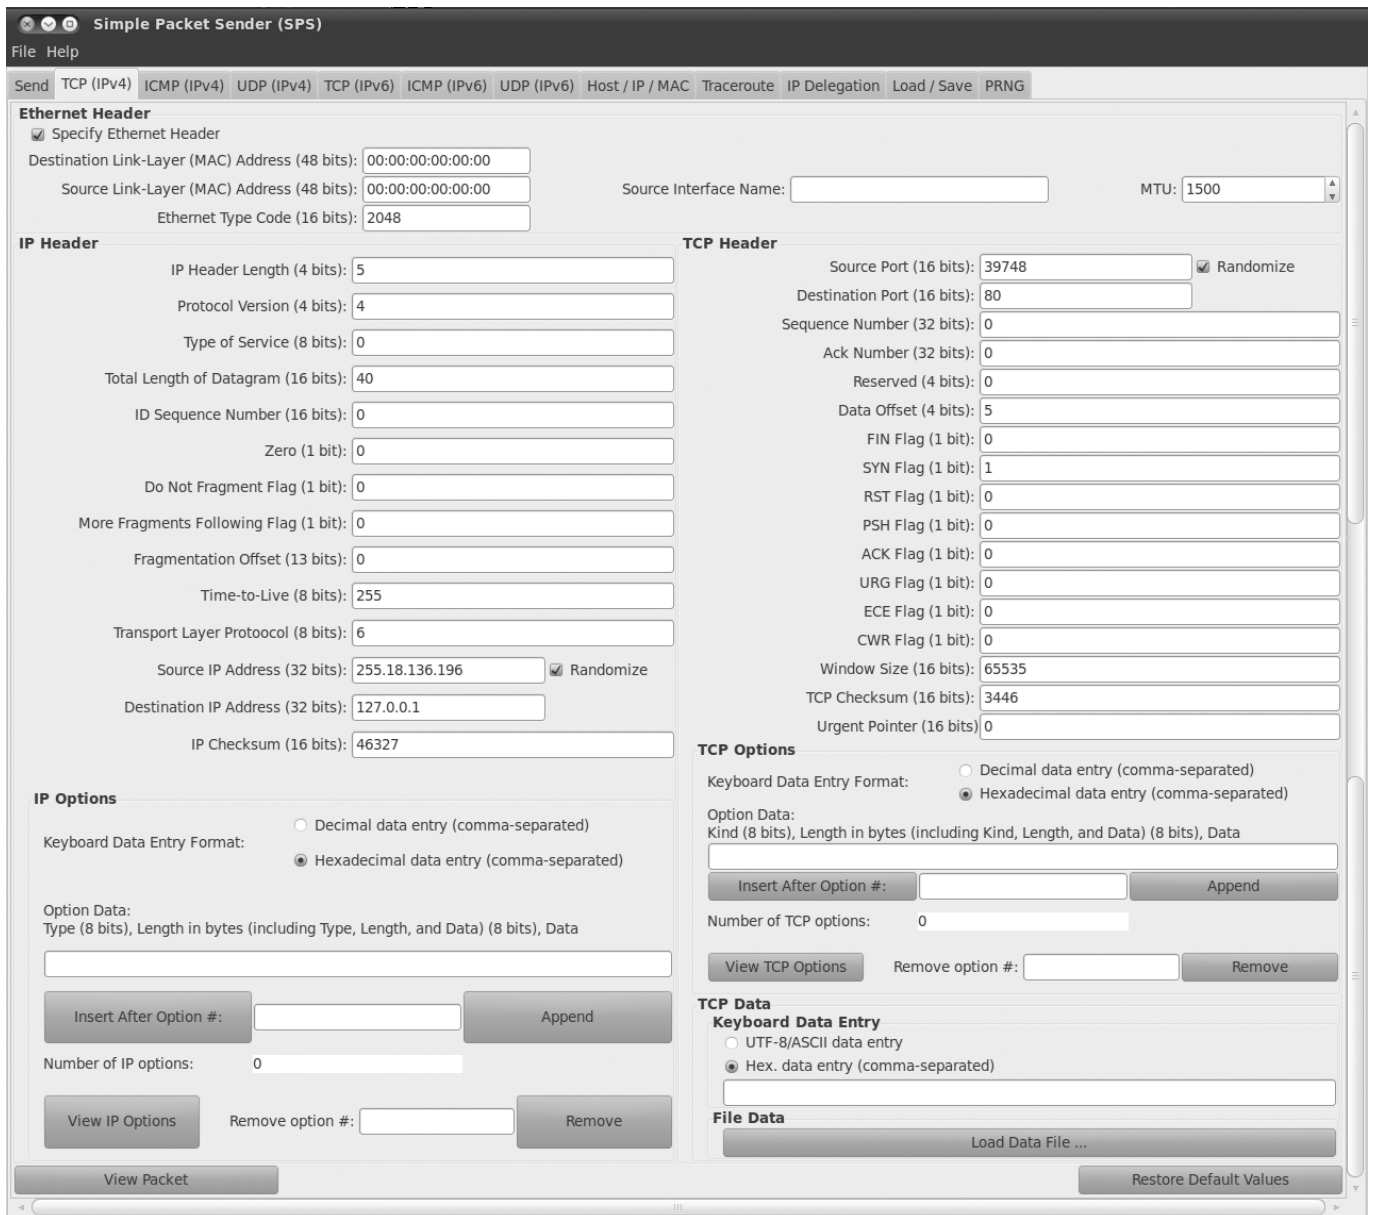 Simple Packet Sender (SPS)
File Help
Send TCP (IPv4) ICMP (IPv4) UDP (IPv4) TCP (IPv6) ICMP (IPv6) UDP (IPv6) Host / IP / MAC Traceroute IP Delegation Load / Save PRNG
Ethernet Header
Specify Ethernet Header
Destination Link-Layer (MAC) Address (48 bits): 00:00:00:00:00:00
Source Link-Layer (MAC) Address (48 bits): 00:00:00:00:00:00 Source Interface Name: MTU: 1500
Ethernet Type Code (16 bits): 2048
IP Header
IP Header Length (4 bits): 5
Protocol Version (4 bits): 4
Type of Service (8 bits): 0
Total Length of Datagram (16 bits): 40
ID Sequence Number (16 bits): 0
Zero (1 bit): 0
Do Not Fragment Flag (1 bit): 0
More Fragments Following Flag (1 bit): 0
Fragmentation Offset (13 bits): 0
Time-to-Live (8 bits): 255
Transport Layer Protoocol (8 bits): 6
Source IP Address (32 bits): 255.18.136.196 Randomize
Destination IP Address (32 bits): 127.0.0.1
IP Checksum (16 bits): 46327
IP Options
Keyboard Data Entry Format:
Decimal data entry (comma-separated)
Hexadecimal data entry (comma-separated)
Option Data:
Type (8 bits), Length in bytes (including Type, Length, and Data) (8 bits), Data
Insert After Option #: Append
Number of IP options: 0
View IP Options Remove option #: Remove
TCP Header
Source Port (16 bits): 39748 Randomize
Destination Port (16 bits): 80
Sequence Number (32 bits): 0
Ack Number (32 bits): 0
Reserved (4 bits): 0
Data Offset (4 bits): 5
FIN Flag (1 bit): 0
SYN Flag (1 bit): 1
RST Flag (1 bit): 0
PSH Flag (1 bit): 0
ACK Flag (1 bit): 0
URG Flag (1 bit): 0
ECE Flag (1 bit): 0
CWR Flag (1 bit): 0
Window Size (16 bits): 65535
TCP Checksum (16 bits): 3446
Urgent Pointer (16 bits) 0
TCP Options
Keyboard Data Entry Format:
Decimal data entry (comma-separated)
Hexadecimal data entry (comma-separated)
Option Data:
Kind (8 bits), Length in bytes (including Kind, Length, and Data) (8 bits), Data
Insert After Option #: Append
Number of TCP options: 0
View TCP Options Remove option #: Remove
TCP Data
Keyboard Data Entry
UTF-8/ASCII data entry
Hex. data entry (comma-separated)
File Data
Load Data File ...
View Packet Restore Default Values